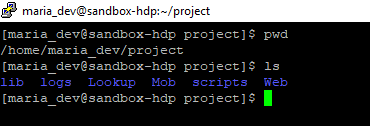 maria_dev@sandbox-hdp:~/project
[maria_dev@sandbox-hdp project]$ pwd
/home/maria_dev/project
[maria_dev@sandbox-hdp project]$ ls
lib logs Lookup Mob scripts Web
[maria_dev@sandbox-hdp project]$